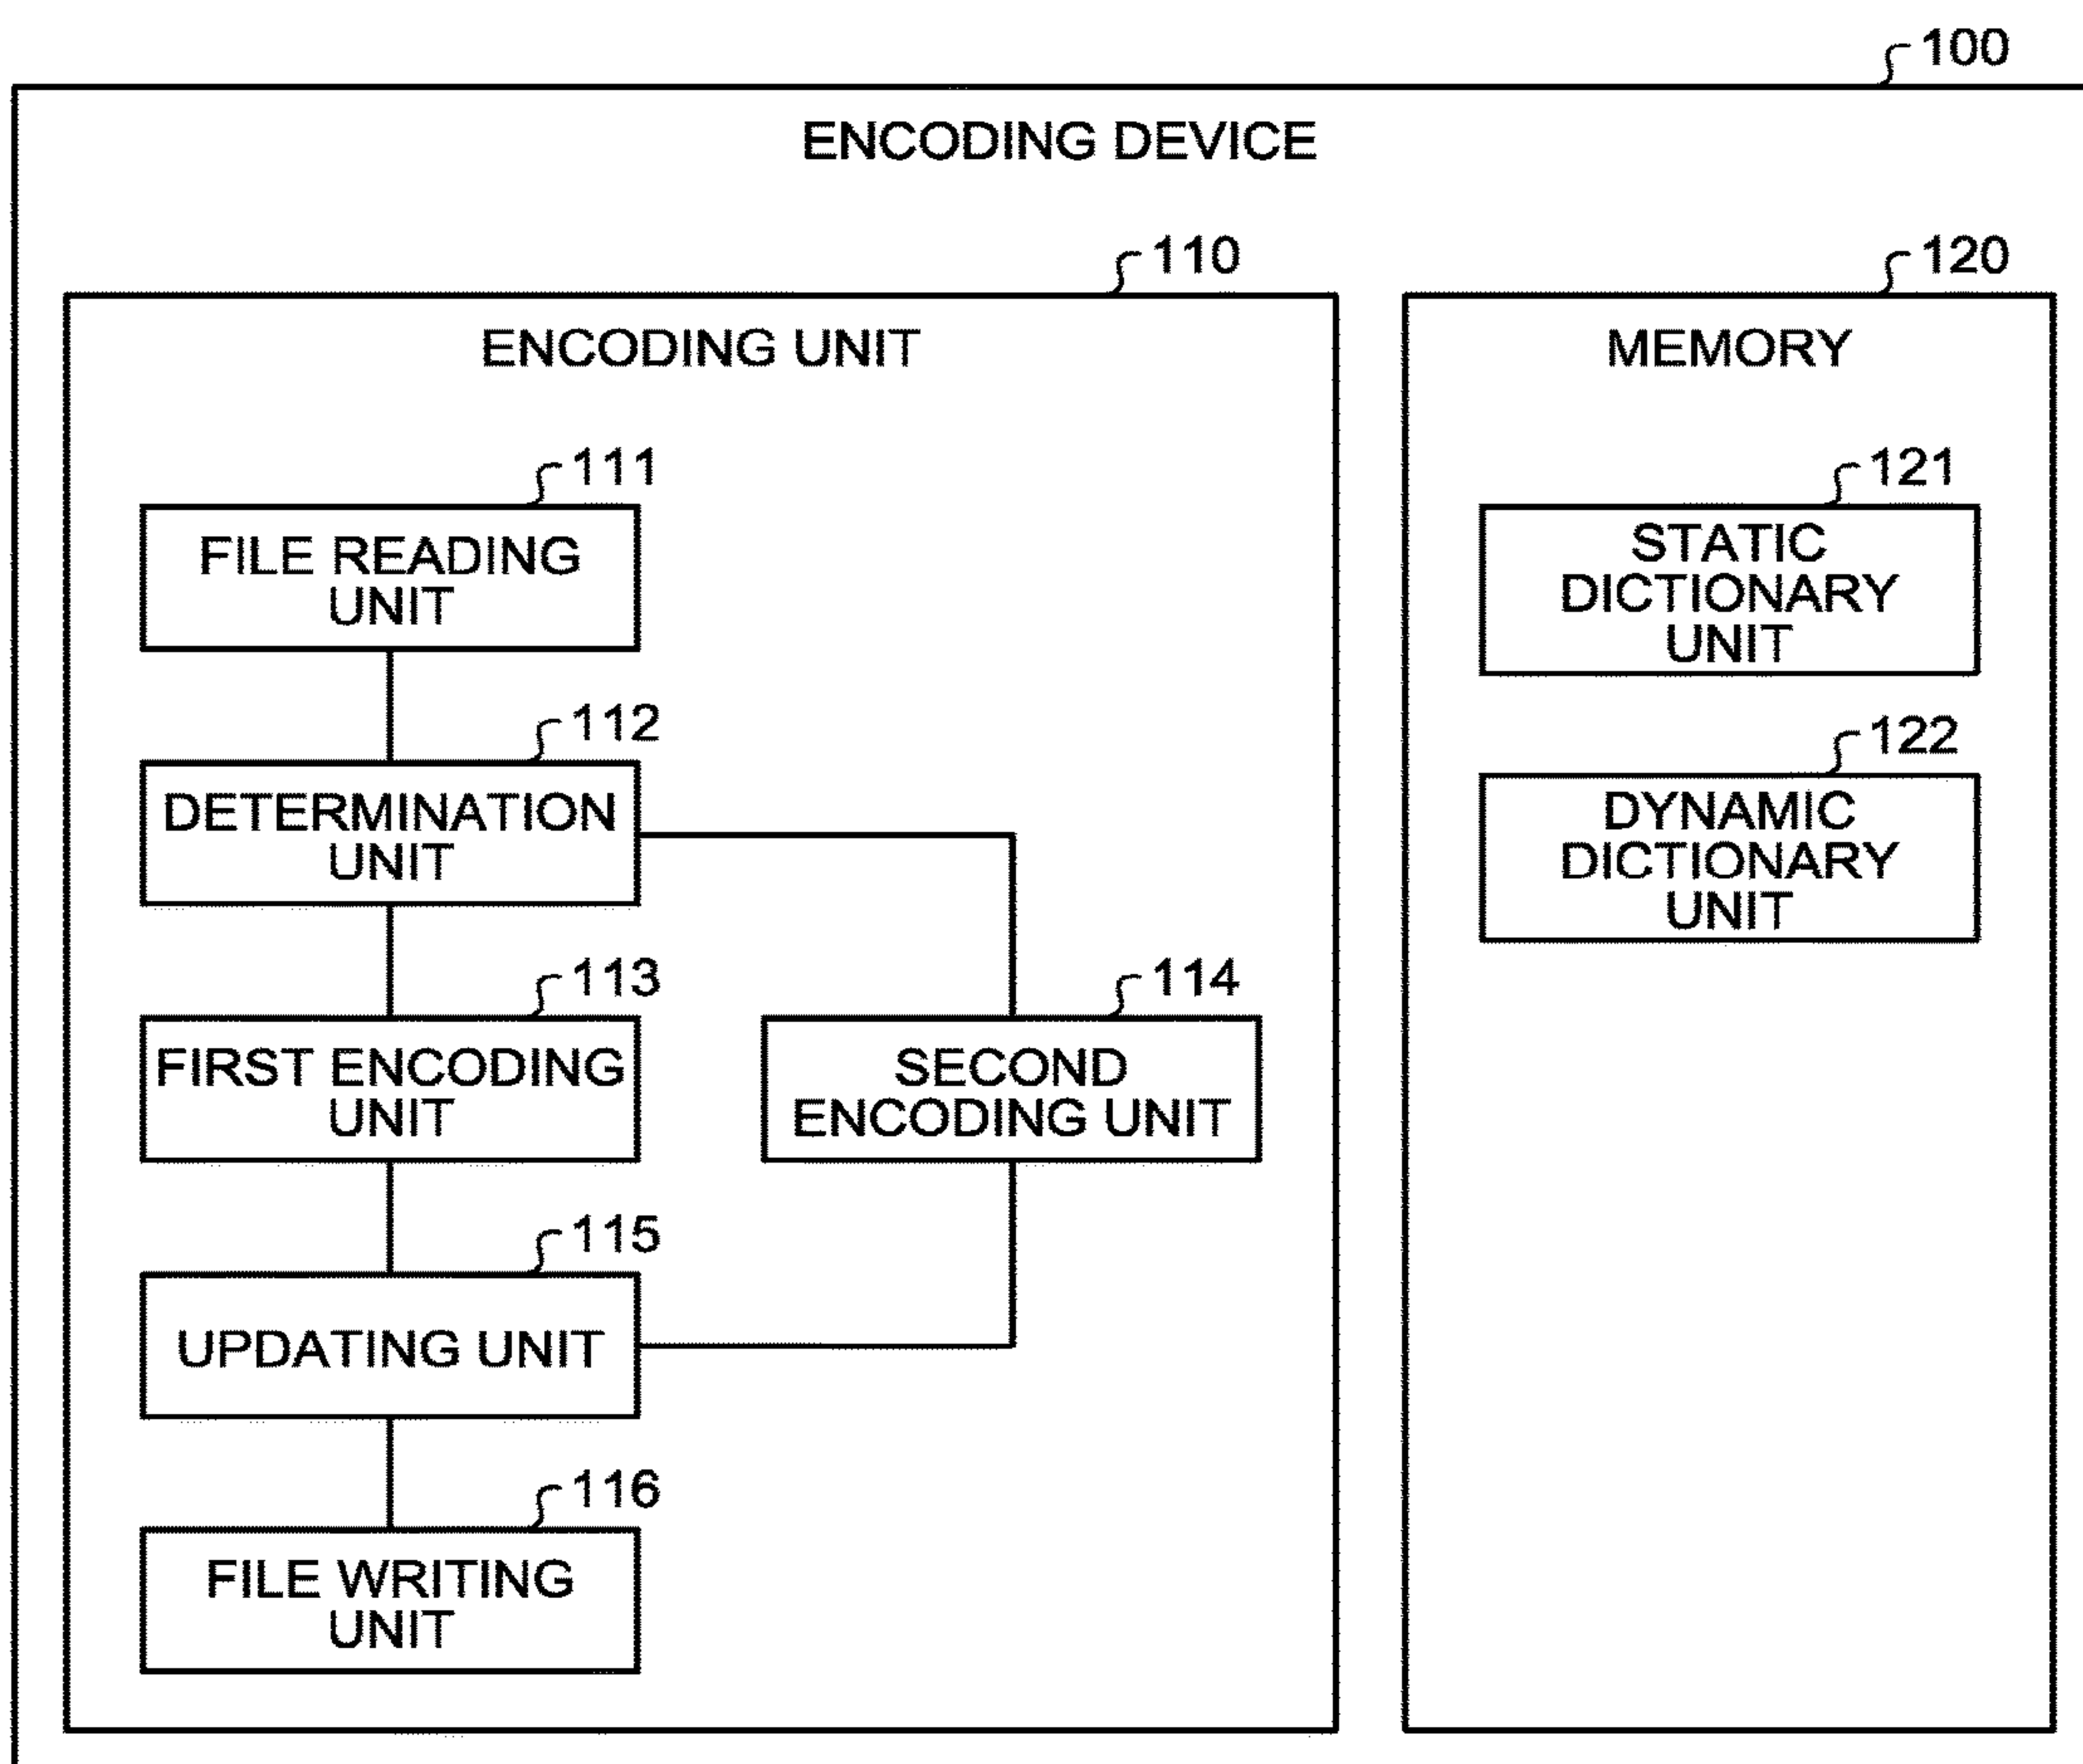 100
ENCODING DEVICE
110
ENCODING UNIT
111
FILE READING
UNIT
112
DETERMINATION
UNIT
113
FIRST ENCODING
UNIT
114
SECOND
ENCODING UNIT
115
UPDATING UNIT
116
FILE WRITING
UNIT
120
MEMORY
121
STATIC
DICTIONARY
UNIT
122
DYNAMIC
DICTIONARY
UNIT